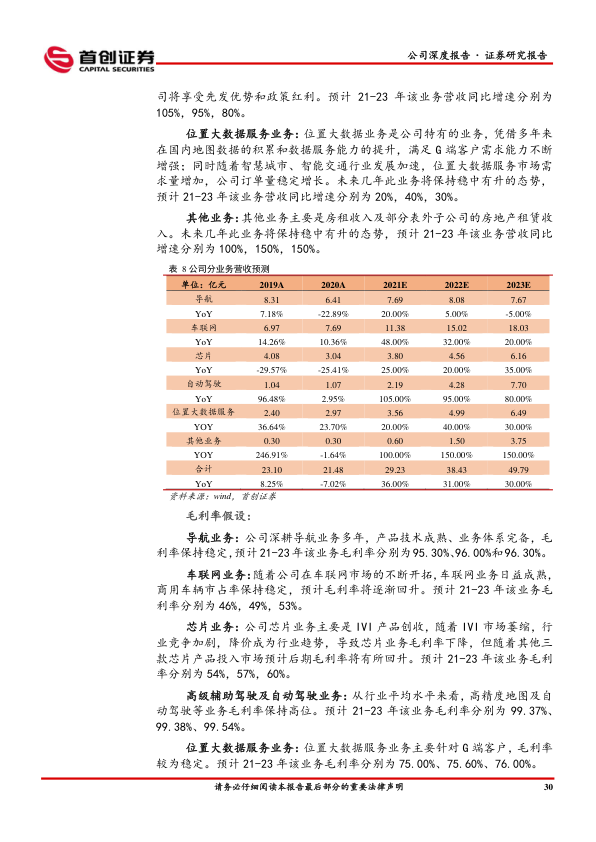 首创证券
CAPITAL SECURITIES
公司深度报告 · 证券研究报告
司将享受先发优势和政策红利。预计 21-23 年该业务营收同比增速分别为
105%，95%，80%。
位置大数据服务业务：位置大数据业务是公司特有的业务，凭借多年来
在国内地图数据的积累和数据服务能力的提升，满足 G 端客户需求能力不断
增强；同时随着智慧城市、智能交通行业发展加速，位置大数据服务市场需
求量增加，公司订单量稳定增长。未来几年此业务将保持稳中有升的态势，
预计 21-23 年该业务营收同比增速分别为 20%，40%，30%。
其他业务：其他业务主要是房租收入及部分表外子公司的房地产租赁收
入。未来几年此业务将保持稳中有升的态势，预计 21-23 年该业务营收同比
增速分别为 100%，150%，150%。
表 8 公司分业务营收预测
单位：亿元 2019A 2020A 2021E 2022E 2023E
导航 8.31 6.41 7.69 8.08 7.67
YoY 7.18% -22.89% 20.00% 5.00% -5.00%
车联网 6.97 7.69 11.38 15.02 18.03
YoY 14.26% 10.36% 48.00% 32.00% 20.00%
芯片 4.08 3.04 3.80 4.56 6.16
YoY -29.57% -25.41% 25.00% 20.00% 35.00%
自动驾驶 1.04 1.07 2.19 4.28 7.70
YoY 96.48% 2.95% 105.00% 95.00% 80.00%
位置大数据服务 2.40 2.97 3.56 4.99 6.49
YOY 36.64% 23.70% 20.00% 40.00% 30.00%
其他业务 0.30 0.30 0.60 1.50 3.75
YOY 246.91% -1.64% 100.00% 150.00% 150.00%
合计 23.10 21.48 29.23 38.43 49.79
YoY 8.25% -7.02% 36.00% 31.00% 30.00%
资料来源：wind，首创证券
毛利率假设：
导航业务：公司深耕导航业务多年，产品技术成熟、业务体系完备，毛
利率保持稳定，预计 21-23 年该业务毛利率分别为 95.30%、96.00%和 96.30%。
车联网业务：随着公司在车联网市场的不断开拓，车联网业务日益成熟，
商用车辆市占率保持稳定，预计毛利率将逐渐回升。预计 21-23 年该业务毛
利率分别为 46%，49%，53%。
芯片业务：公司芯片业务主要是 IVI 产品创收，随着 IVI 市场萎缩，行
业竞争加剧，降价成为行业趋势，导致芯片业务毛利率下降，但随着其他三
款芯片产品投入市场预计后期毛利率将有所回升。预计 21-23 年该业务毛利
率分别为 54%，57%，60%。
高级辅助驾驶及自动驾驶业务：从行业平均水平来看，高精度地图及自
动驾驶等业务毛利率保持高位。预计 21-23 年该业务毛利率分别为 99.37%、
99.38%、99.54%。
位置大数据服务业务：位置大数据服务业务主要针对 G 端客户，毛利率
较为稳定。预计 21-23 年该业务毛利率分别为 75.00%、75.60%、76.00%。
请务必仔细阅读本报告最后部分的重要法律声明 30